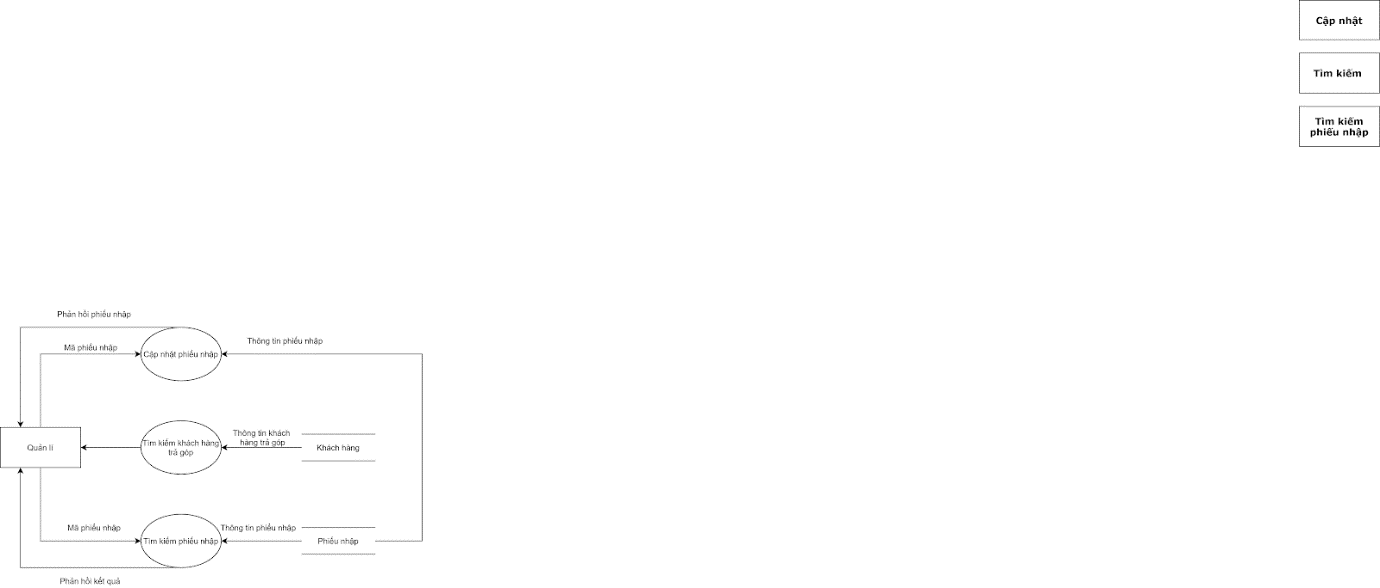 Cập nhật
Tìm kiếm
Tìm kiếm
phiếu nhập
Phản hồi phiếu nhập
Mã phiếu nhập
Cập nhật phiếu nhập
Thông tin phiếu nhập
Quản lí
Tìm kiếm khách hàng
trả góp
Thông tin khách
hàng trả góp
Khách hàng
Mã phiếu nhập
Tìm kiếm phiếu nhập
Thông tin phiếu nhập
Phiếu nhập
Phản hồi kết quả